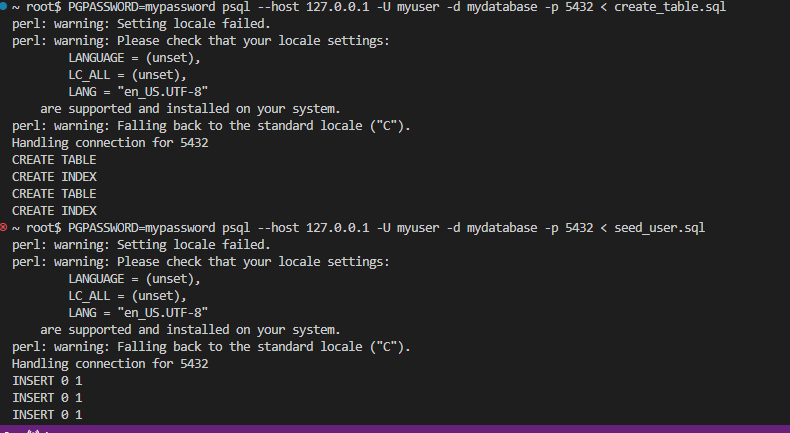 ~ root$ PGPASSWORD=mypassword psql --host 127.0.0.1 -U myuser -d mydatabase -p 5432 < create_table.sql
perl: warning: Setting locale failed.
perl: warning: Please check that your locale settings:
        LANGUAGE = (unset),
        LC_ALL = (unset),
        LANG = "en_US.UTF-8"
    are supported and installed on your system.
perl: warning: Falling back to the standard locale ("C").
Handling connection for 5432
CREATE TABLE
CREATE INDEX
CREATE TABLE
CREATE INDEX
~ root$ PGPASSWORD=mypassword psql --host 127.0.0.1 -U myuser -d mydatabase -p 5432 < seed_user.sql
perl: warning: Setting locale failed.
perl: warning: Please check that your locale settings:
        LANGUAGE = (unset),
        LC_ALL = (unset),
        LANG = "en_US.UTF-8"
    are supported and installed on your system.
perl: warning: Falling back to the standard locale ("C").
Handling connection for 5432
INSERT 0 1
INSERT 0 1
INSERT 0 1